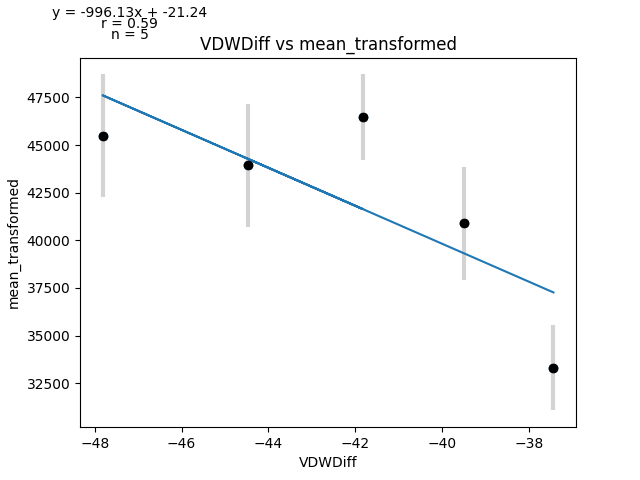 y = -996.13x + -21.24
r = 0.59
n = 5
VDWDiff vs mean_transformed
mean_transformed
47500
45000
42500
40000
37500
35000
32500
−48
−46
−44
−42
−40
−38
VDWDiff